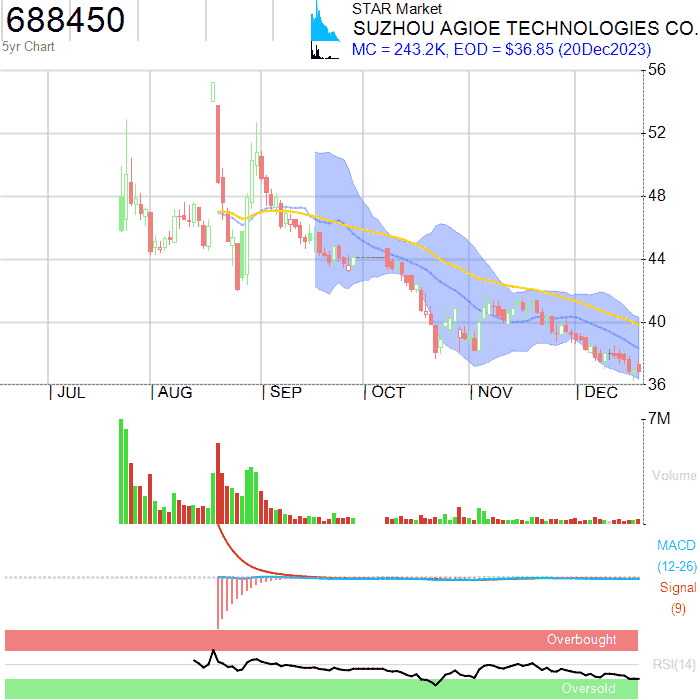 688450
5yr Chart
STAR Market
SUZHOU AGIOE TECHNOLOGIES CO.
MC = 243.2K, EOD = $36.85 (20Dec2023)
56
52
48
44
40
36
JUL
AUG
SEP
OCT
NOV
DEC
7M
Volume
MACD
(12-26)
Signal
(9)
Overbought
RSI(14)
Oversold